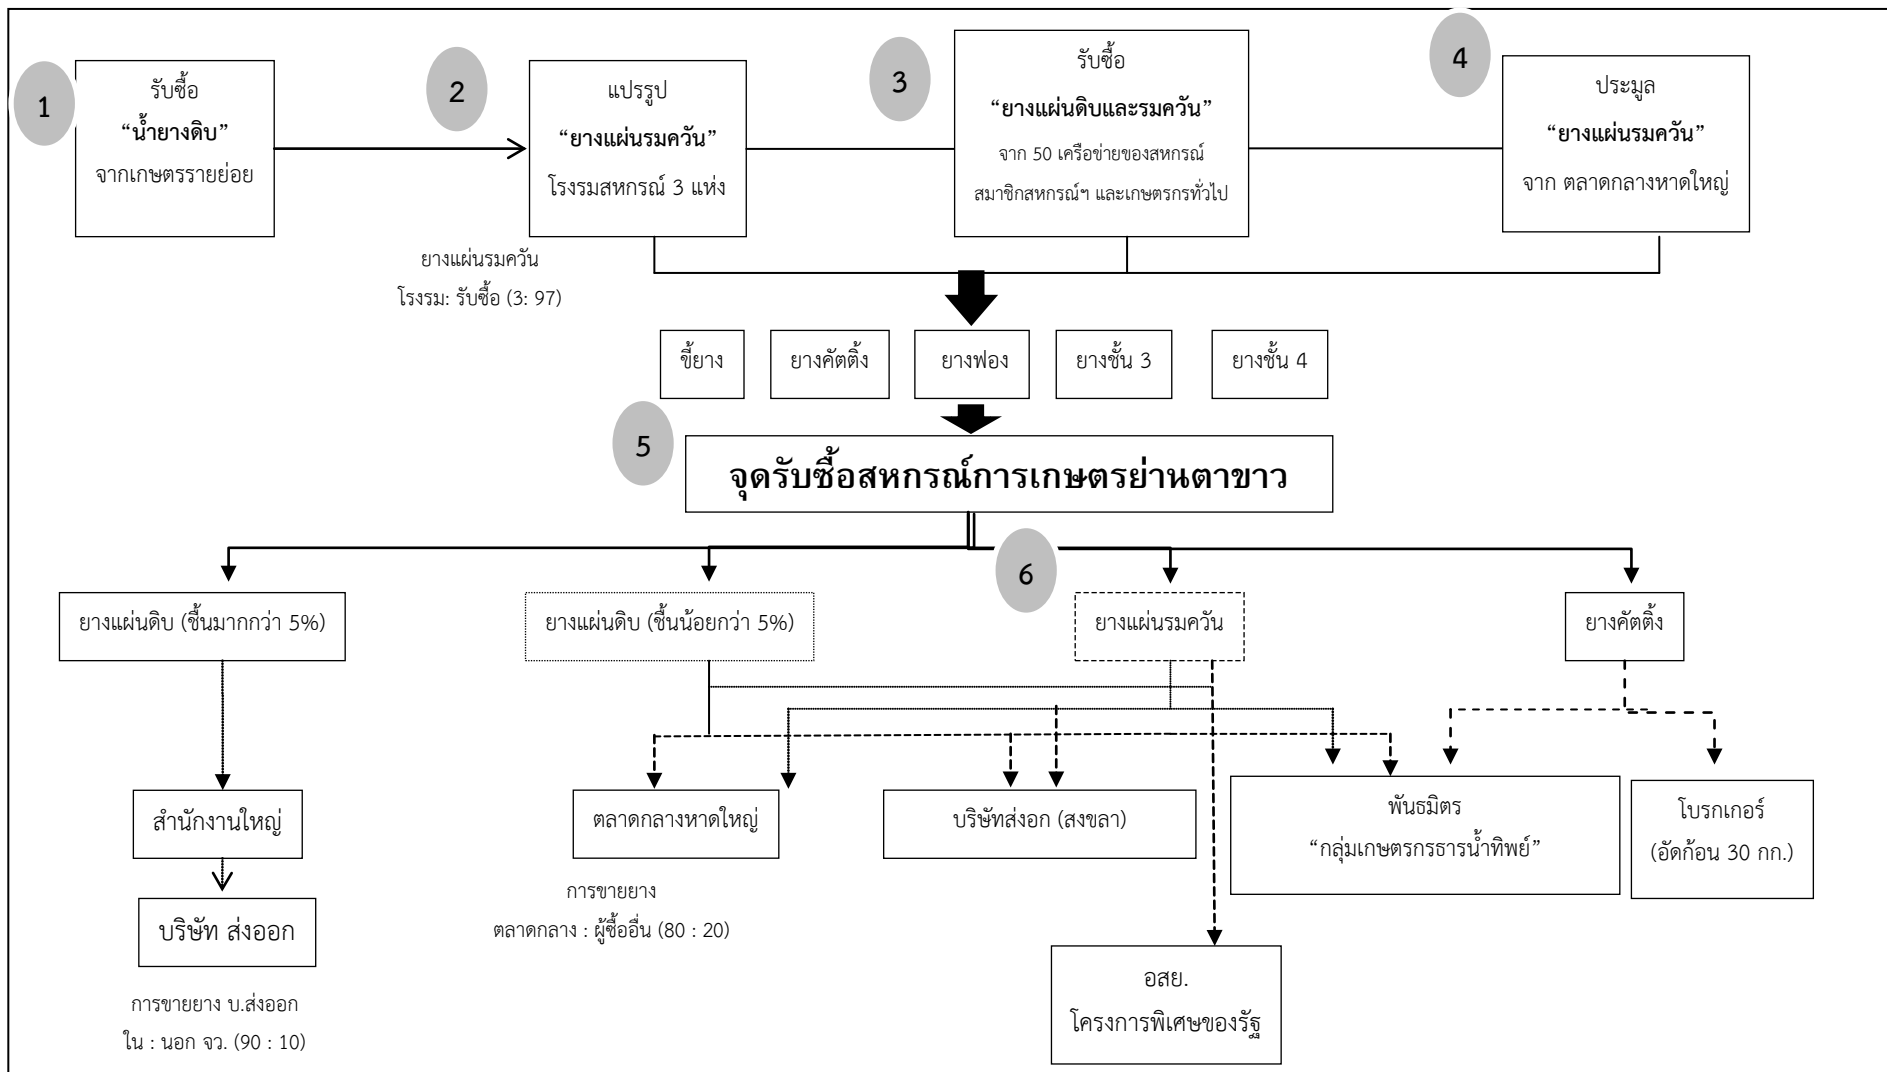 1
รับซื้อ
“น้ำยางดิบ”
จากเกษตรรายย่อย
2
แปรรูป
“ยางแผ่นรมควัน”
โรงรมสหกรณ์ 3 แห่ง
3
รับซื้อ
“ยางแผ่นดิบและรมควัน”
จาก 50 เครือข่ายของสหกรณ์
สมาชิกสหกรณ์ฯ และเกษตรกรทั่วไป
4
ประมูล
“ยางแผ่นรมควัน”
จาก ตลาดกลางหาดใหญ่
ยางแผ่นรมควัน
โรงรม: รับซื้อ (3: 97)
ขี้ยาง
ยางคัตติ้ง
ยางฟอง
ยางชั้น 3
ยางชั้น 4
5
จุดรับซื้อสหกรณ์การเกษตรย่านตาขาว
6
ยางแผ่นดิบ (ชื้นมากกว่า 5%)
ยางแผ่นดิบ (ชื้นน้อยกว่า 5%)
ยางแผ่นรมควัน
ยางคัตติ้ง
สำนักงานใหญ่
ตลาดกลางหาดใหญ่
บริษัทส่งอก (สงขลา)
พันธมิตร
“กลุ่มเกษตรกรธารน้ำทิพย์”
โบรกเกอร์
(อัดก้อน 30 กก.)
บริษัท ส่งออก
การขายยาง
ตลาดกลาง : ผู้ซื้ออื่น (80 : 20)
การขายยาง บ.ส่งออก
ใน : นอก จว. (90 : 10)
อสย.
โครงการพิเศษของรัฐ